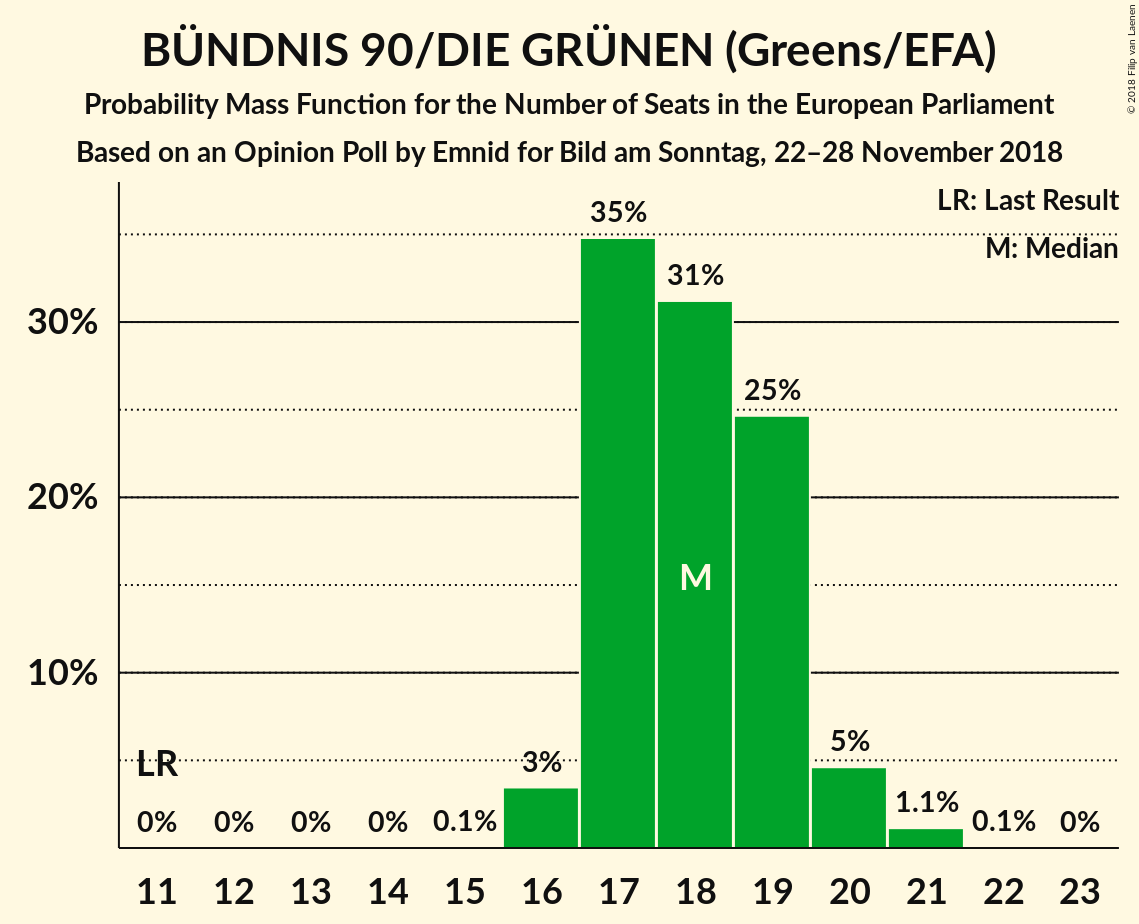 BÜNDNIS 90/DIE GRÜNEN (Greens/EFA)
Probability Mass Function for the Number of Seats in the European Parliament
Based on an Opinion Poll by Emnid for Bild am Sonntag, 22–28 November 2018
© 2018 Filip van Laenen
LR: Last Result
M: Median
35%
31%
30%
25%
20%
M
10%
5%
LR
3%
1.1%
0% 0% 0% 0% 0.1% 0.1% 0%
11 12 13 14 15 16 17 18 19 20 21 22 23